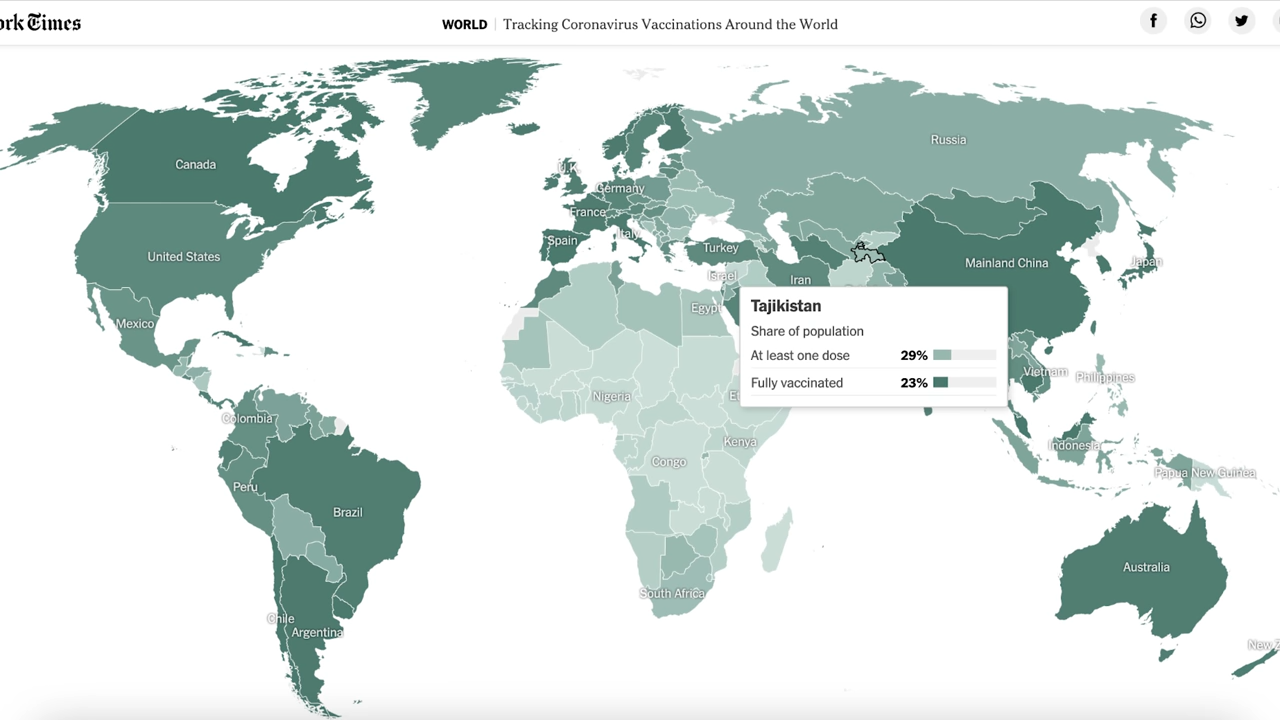 ork Times
WORLD | Tracking Coronavirus Vaccinations Around the World
Canada
Russia
U.K.
Germany
France
Italy
Spain
Turkey
Mainland China
Japan
United States
Israel
Iran
Mexico
Egypt
Tajikistan
Share of population
At least one dose 29%
Fully vaccinated 23%
Vietnam
Philippines
Nigeria
Et
Colombia
Kenya
Indonesia
Congo
Papua New Guinea
Peru
Brazil
Australia
South Africa
Chile
Argentina
New Z